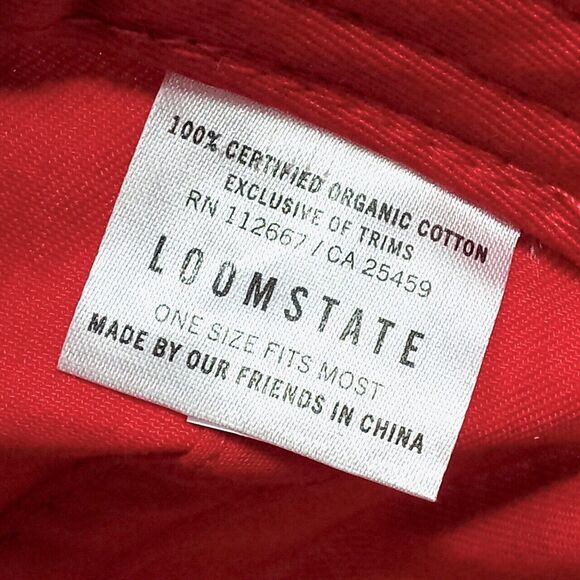 100% CERTIFIED ORGANIC COTTON
EXCLUSIVE OF TRIMS
RN 112667 / CA 25459
LOOMSTATE
ONE SIZE FITS MOST
MADE BY OUR FRIENDS IN CHINA